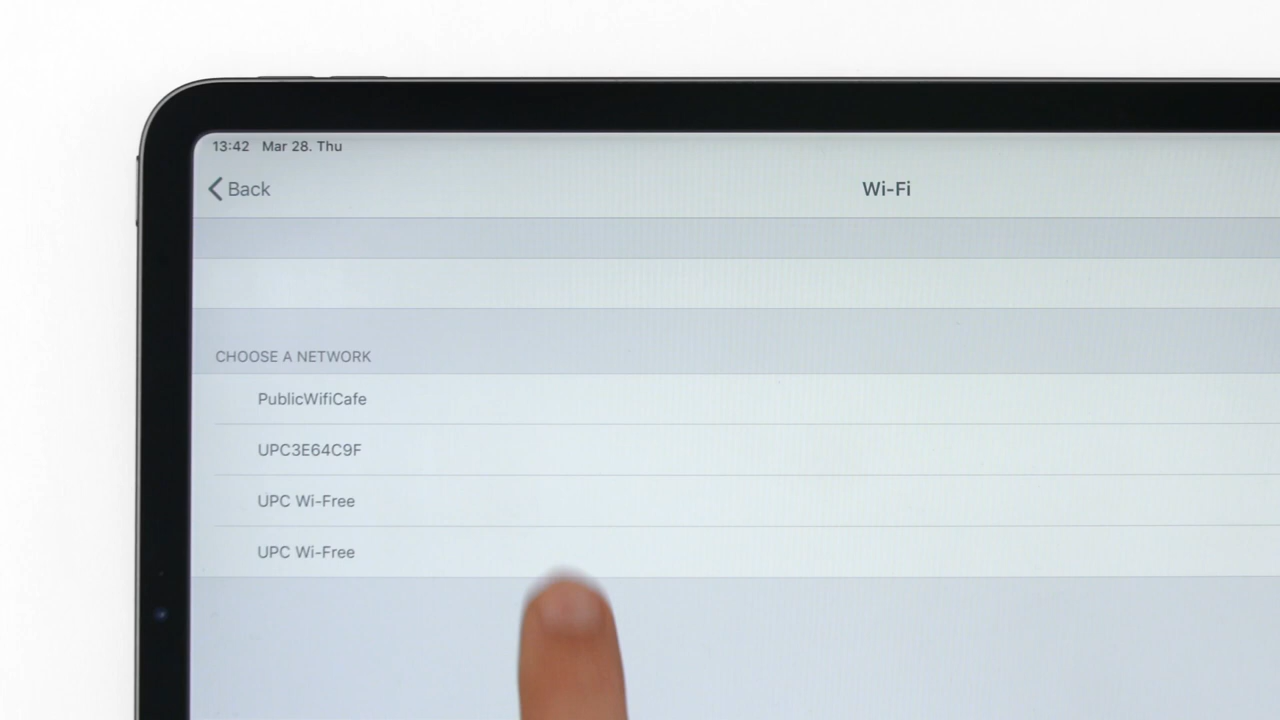 13:42 Mar 28. Thu
Back
Wi-Fi
CHOOSE A NETWORK
PublicWifiCafe
UPC3E64C9F
UPC Wi-Free
UPC Wi-Free